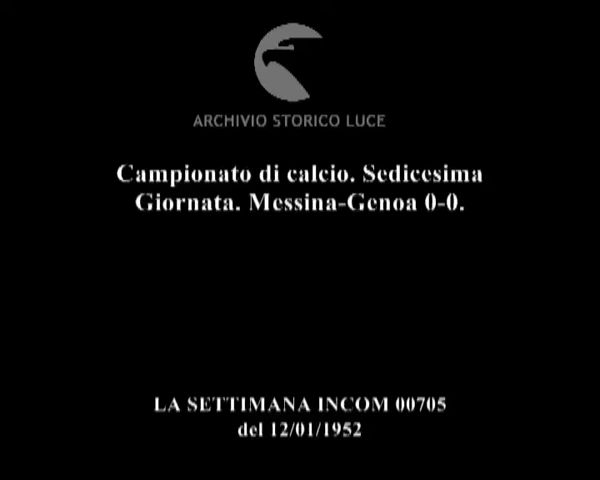 ARCHIVIO STORICO LUCE
Campionato di calcio. Sedicesima
Giornata. Messina-Genoa 0-0.
LA SETTIMANA INCOM 00705
del 12/01/1952